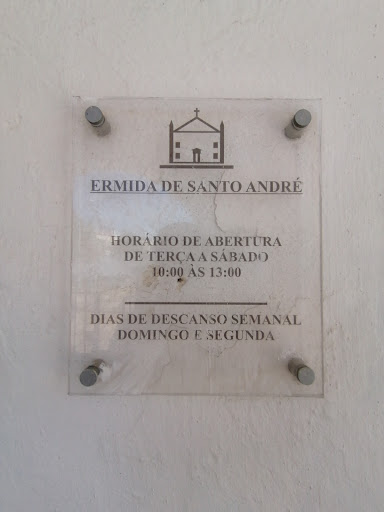 ERMIDA DE SANTO ANDRÉ
HORÁRIO DE ABERTURA
DE TERÇA A SÁBADO
10:00 ÀS 13:00
DIAS DE DESCANSO SEMANAL
DOMINGO E SEGUNDA